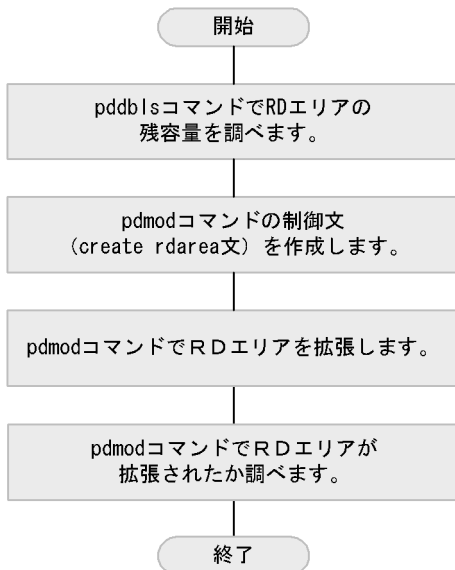 開始
pddblsコマンドでRDエリアの
残容量を調べます。
pdmodコマンドの制御文
（create rdarea文）を作成します。
pdmodコマンドでＲＤエリアを拡張します。
pdmodコマンドでＲＤエリアが
拡張されたか調べます。
終了